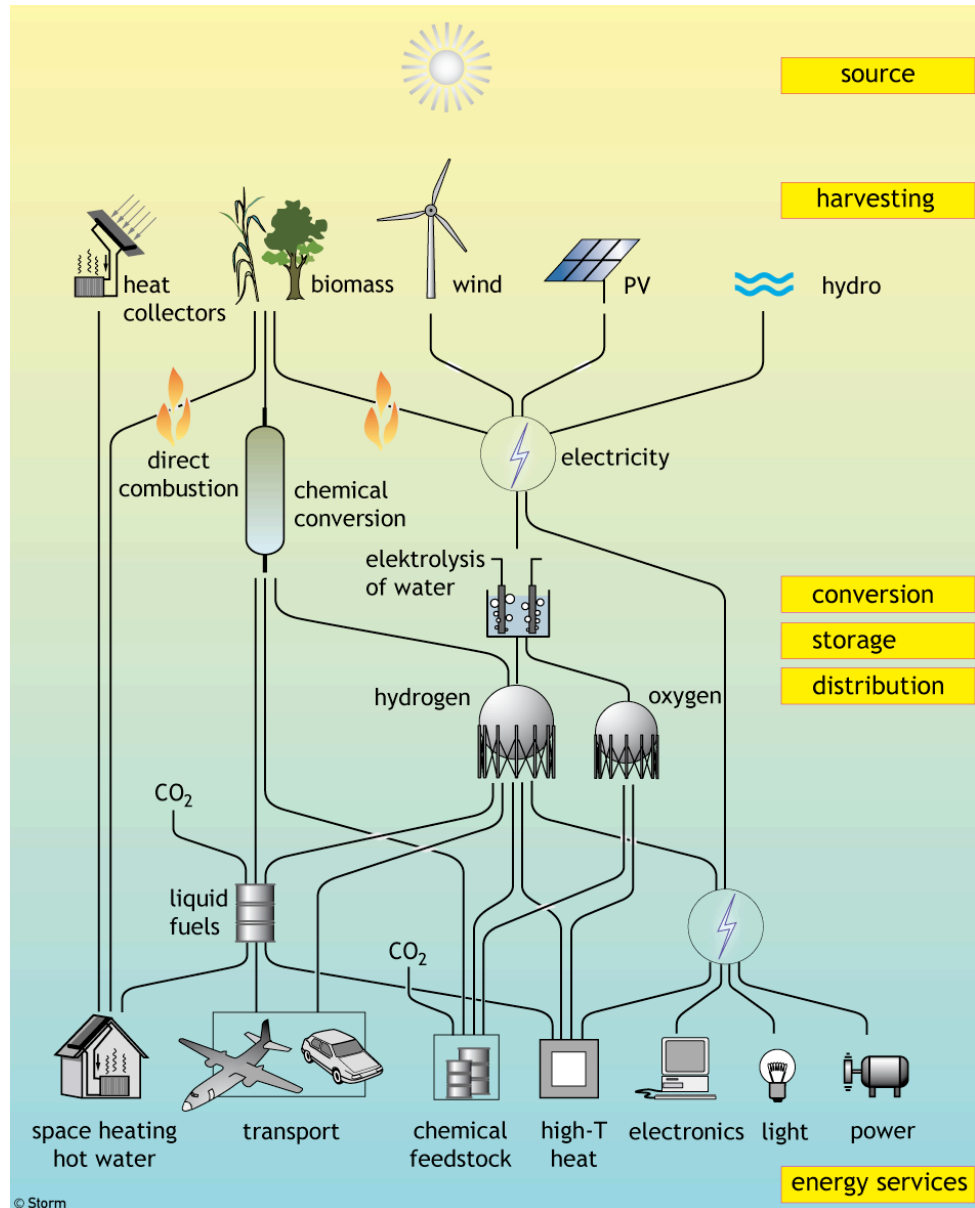 source
harvesting
heat
collectors
biomass
wind
PV
hydro
direct
combustion
chemical
conversion
electricity
elektrolysis
of water
conversion
storage
distribution
hydrogen
oxygen
CO₂
liquid
fuels
CO₂
space heating
hot water
transport
chemical
feedstock
high-T
heat
electronics
light
power
energy services
© Storm